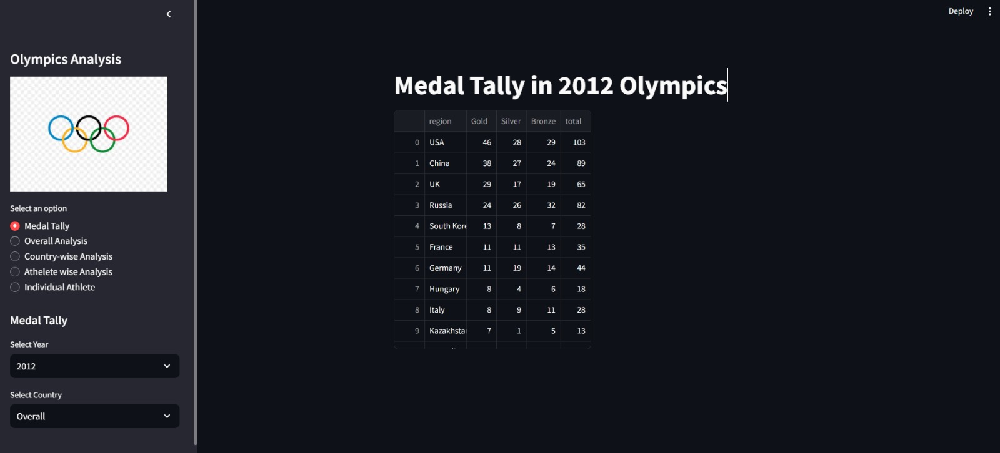 Deploy
Olympics Analysis
Select an option
Medal Tally
Overall Analysis
Country-wise Analysis
Athelete wise Analysis
Individual Athlete
Medal Tally
Select Year
2012
Select Country
Overall
Medal Tally in 2012 Olympics
region Gold Silver Bronze total
0 USA 46 28 29 103
1 China 38 27 24 89
2 UK 29 17 19 65
3 Russia 24 26 32 82
4 South Kore 13 8 7 28
5 France 11 11 13 35
6 Germany 11 19 14 44
7 Hungary 8 4 6 18
8 Italy 8 9 11 28
9 Kazakhstan 7 1 5 13